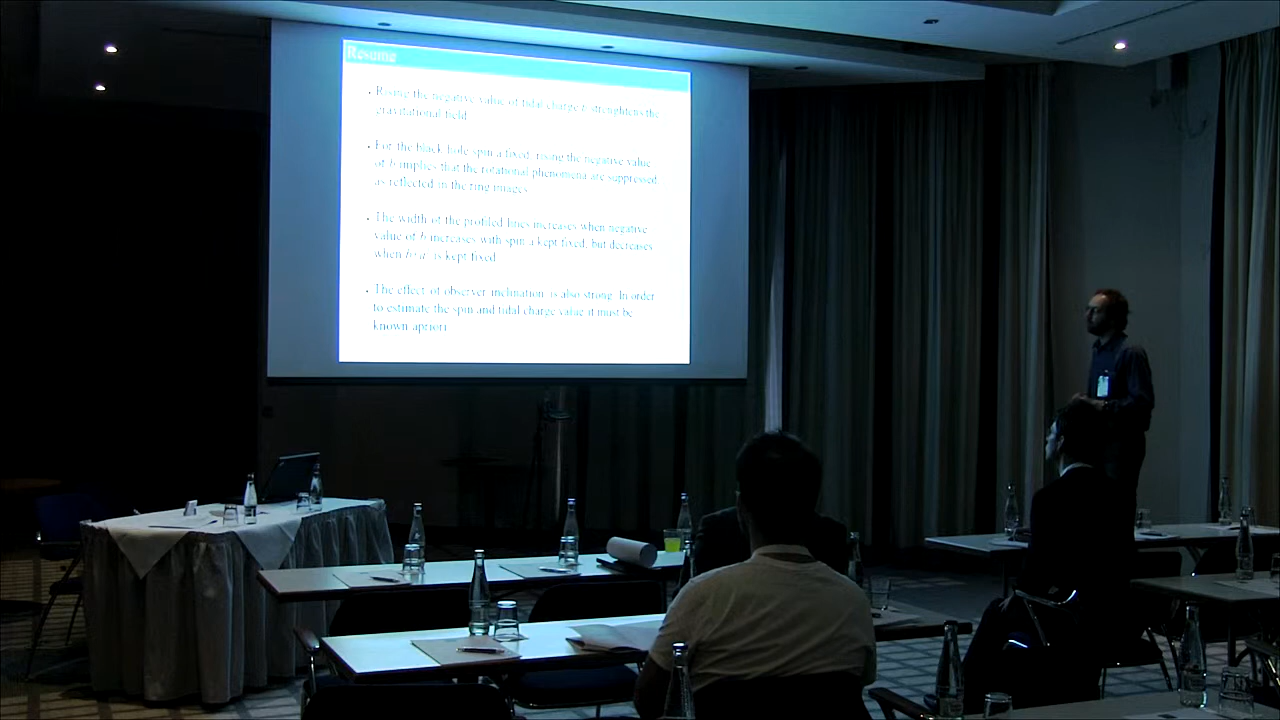 Resume
• Rising the negative value of tidal charge b strenghtens the
gravitational field
• For the black hole spin a fixed, rising the negative value
of b implies that the rotational phenomena are suppressed,
as reflected in the ring images
• The width of the profiled lines increases when negative
value of b increases with spin a kept fixed, but decreases
when is kept fixed
• The effect of observer inclination is also strong. In order
to estimate the spin and tidal charge value it must be
known apriori